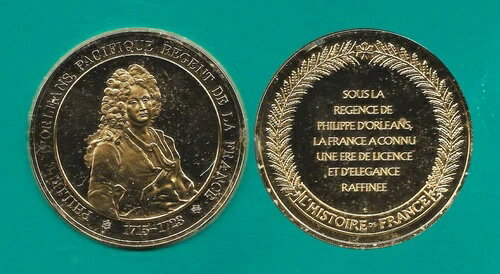 PHILIPPE D'ORLEANS, PACIFIQUE REGENT DE LA FRANCE
1715-1723
SOUS LA
REGENCE DE
PHILIPPE D'ORLEANS,
LA FRANCE A CONNU
UNE ERE DE LICENCE
ET D'ELEGANCE
RAFFINEE
L'HISTOIRE DE FRANCE